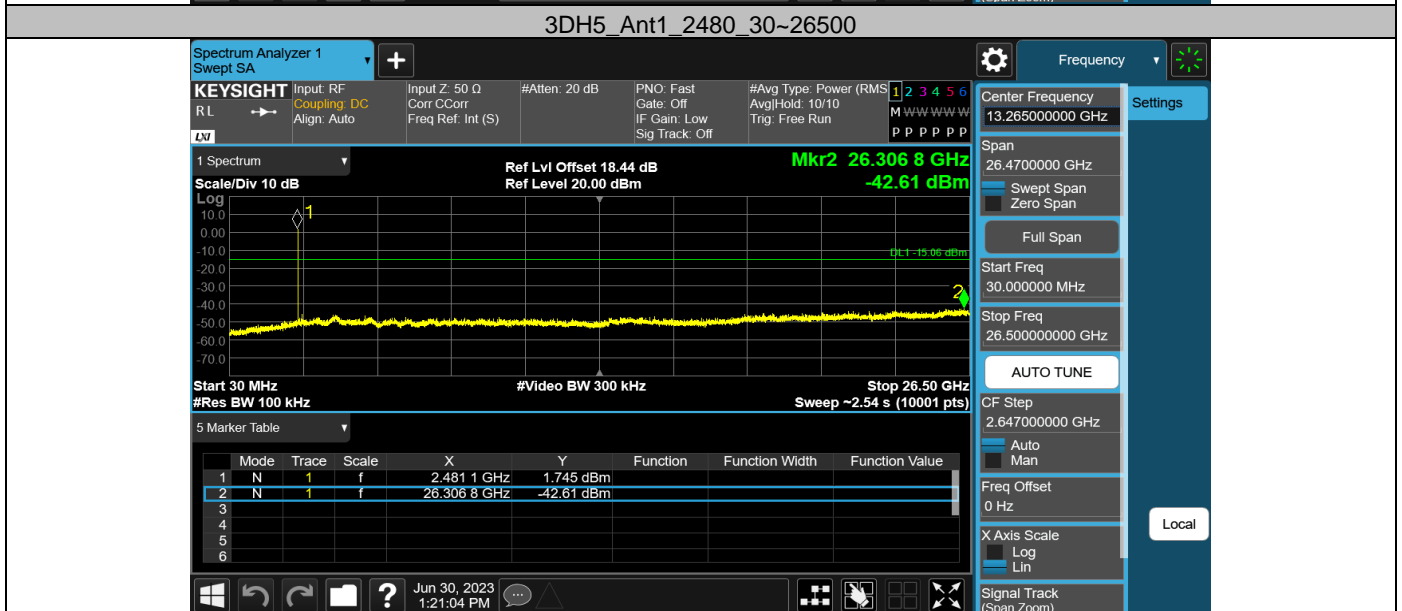 (Span Zoom)
3DH5_Ant1_2480_30~26500
Spectrum Analyzer 1
Swept SA
+
Frequency
KEYSIGHT
R L
LXI
Input: RF
Coupling: DC
Align: Auto
Input Z: 50 Ω
Corr CCorr
Freq Ref: Int (S)
#Atten: 20 dB
PNO: Fast
Gate: Off
IF Gain: Low
Sig Track: Off
#Avg Type: Power (RMS
Avg|Hold: 10/10
Trig: Free Run
1 2 3 4 5 6
M W W W W W
P P P P P P
1 Spectrum
Scale/Div 10 dB
Log
Ref Lvl Offset 18.44 dB
Ref Level 20.00 dBm
Mkr2 26.306 8 GHz
-42.61 dBm
10.0
0.00
-10.0
-20.0
-30.0
-40.0
-50.0
-60.0
-70.0
1
DL1 -15.06 dBm
2
Start 30 MHz
#Res BW 100 kHz
#Video BW 300 kHz
Stop 26.50 GHz
Sweep ~2.54 s (10001 pts)
5 Marker Table
Mode Trace Scale X Y Function Function Width Function Value
1 N 1 f 2.481 1 GHz 1.745 dBm
2 N 1 f 26.306 8 GHz -42.61 dBm
3
4
5
6
?
Jun 30, 2023
1:21:04 PM
Center Frequency
13.265000000 GHz
Settings
Span
26.4700000 GHz
Swept Span
Zero Span
Full Span
Start Freq
30.000000 MHz
Stop Freq
26.500000000 GHz
AUTO TUNE
CF Step
2.647000000 GHz
Auto
Man
Freq Offset
0 Hz
Local
X Axis Scale
Log
Lin
Signal Track
(Span Zoom)